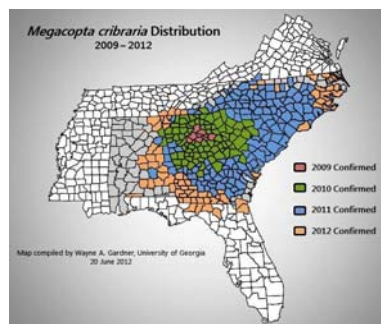 Megacopta cribraria Distribution
2009 – 2012
2009 Confirmed
2010 Confirmed
2011 Confirmed
2012 Confirmed
Map compiled by Wayne A. Gardner, University of Georgia
20 June 2012